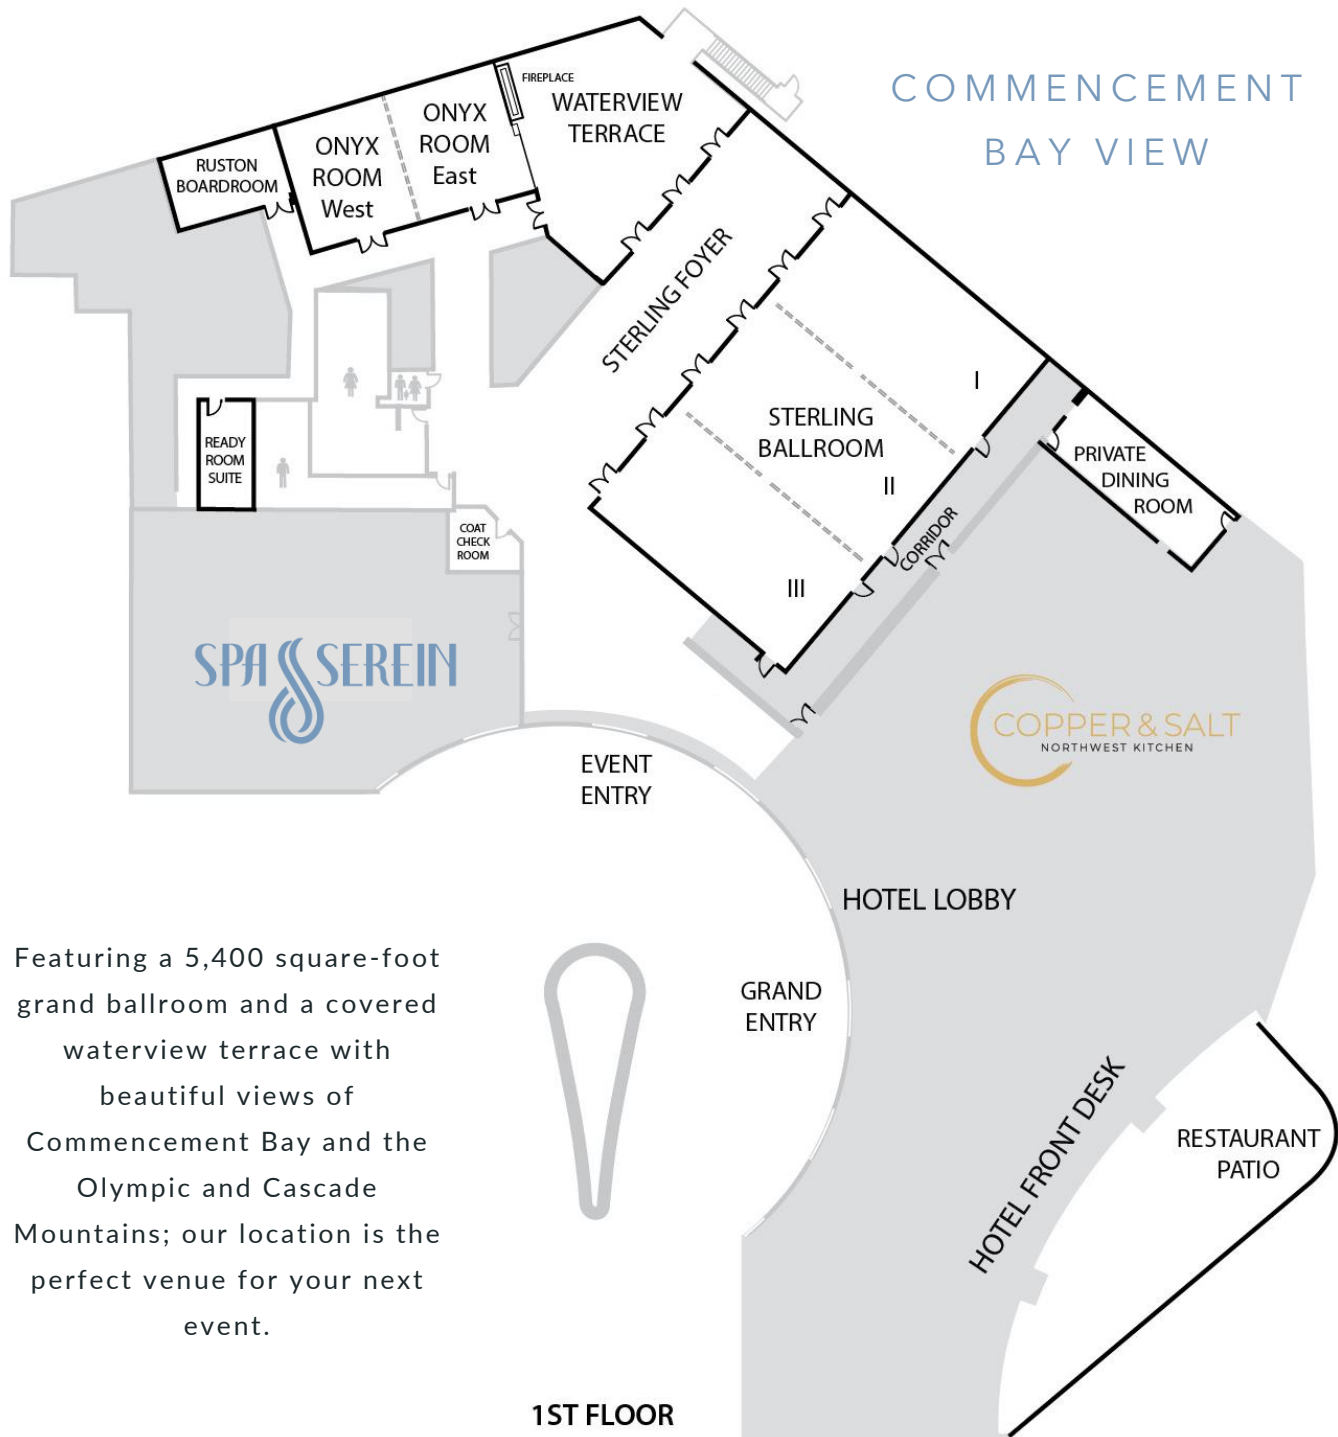 COMMENCEMENT
BAY VIEW
FIREPLACE
WATERVIEW
TERRACE
ONYX
ROOM
East
ONYX
ROOM
West
RUSTON
BOARDROOM
STERLING FOYER
I
STERLING
BALLROOM
II
III
CORRIDOR
PRIVATE
DINING
ROOM
READY
ROOM
SUITE
COAT
CHECK
ROOM
SPA SEREIN
COPPER & SALT
NORTHWEST KITCHEN
EVENT
ENTRY
HOTEL LOBBY
GRAND
ENTRY
HOTEL FRONT DESK
RESTAURANT
PATIO
Featuring a 5,400 square-foot
grand ballroom and a covered
waterview terrace with
beautiful views of
Commencement Bay and the
Olympic and Cascade
Mountains; our location is the
perfect venue for your next
event.
1ST FLOOR